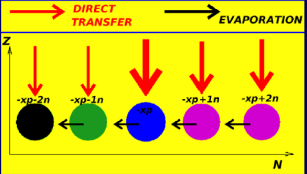 DIRECT
TRANSFER
EVAPORATION
Z
-xp-2n
-xp-1n
-xp
-xp+1n
-xp+2n
N